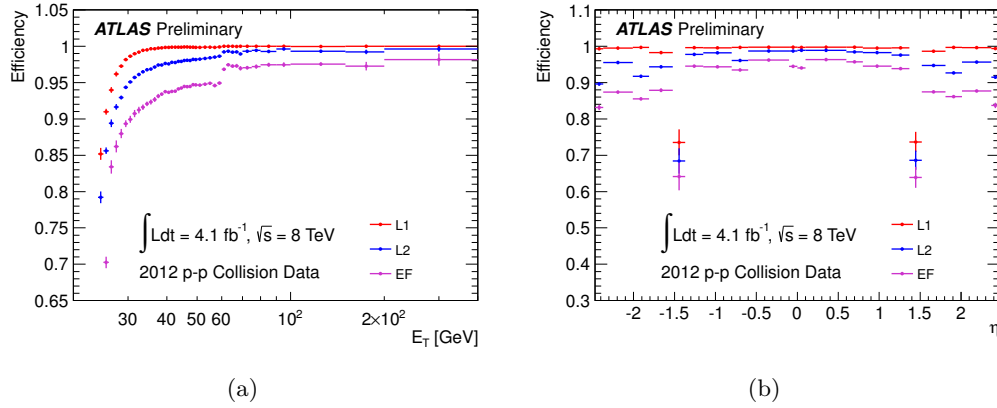 ATLAS Preliminary
Efficiency
1.05
1
0.95
0.9
0.85
0.8
0.75
0.7
0.65
∫Ldt = 4.1 fb⁻¹, √s = 8 TeV
2012 p-p Collision Data
L1
L2
EF
30 40 50 60 10² 2×10²
E_T [GeV]
(a)
ATLAS Preliminary
Efficiency
1.1
1
0.9
0.8
0.7
0.6
0.5
0.4
0.3
∫Ldt = 4.1 fb⁻¹, √s = 8 TeV
2012 p-p Collision Data
L1
L2
EF
-2 -1.5 -1 -0.5 0 0.5 1 1.5 2
η
(b)